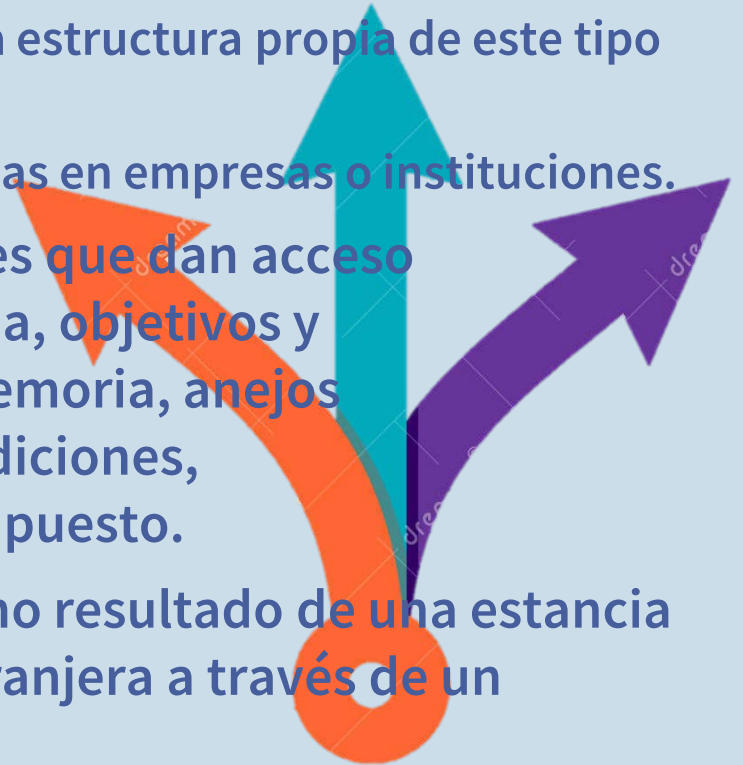 estructura propia de este tipo
as en empresas o instituciones.
es que dan acceso
a, objetivos y
emoria, anejos
diciones,
puesto.
no resultado de una estancia
ranjera a través de un